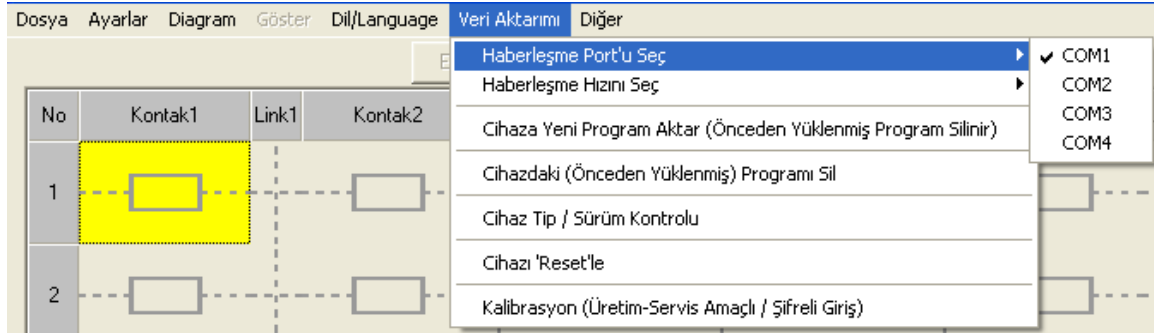 Dosya Ayarlar Diagram Göster Dil/Language Veri Aktarımı Diğer
Haberleşme Port'u Seç
COM1
Haberleşme Hızını Seç
COM2
COM3
COM4
No Kontak1 Link1 Kontak2
Cihaza Yeni Program Aktar (Önceden Yüklenmiş Program Silinir)
Cihazdaki (Önceden Yüklenmiş) Programı Sil
1
Cihaz Tip / Sürüm Kontrolu
Cihazı 'Reset'le
2
Kalibrasyon (Üretim-Servis Amaçlı / Şifreli Giriş)